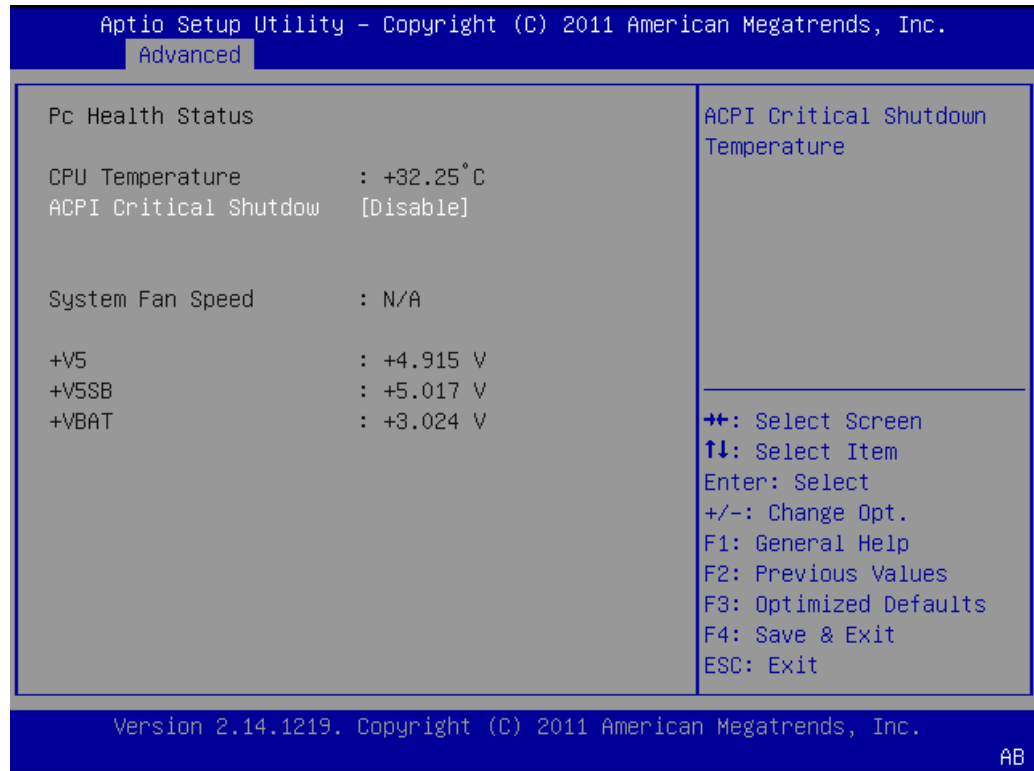 Aptio Setup Utility – Copyright (C) 2011 American Megatrends, Inc.
Advanced
Pc Health Status
CPU Temperature : +32.25°C
ACPI Critical Shutdow [Disable]
System Fan Speed : N/A
+V5 : +4.915 V
+V5SB : +5.017 V
+VBAT : +3.024 V
ACPI Critical Shutdown
Temperature
→←: Select Screen
↑↓: Select Item
Enter: Select
+/-: Change Opt.
F1: General Help
F2: Previous Values
F3: Optimized Defaults
F4: Save & Exit
ESC: Exit
Version 2.14.1219. Copyright (C) 2011 American Megatrends, Inc.
AB